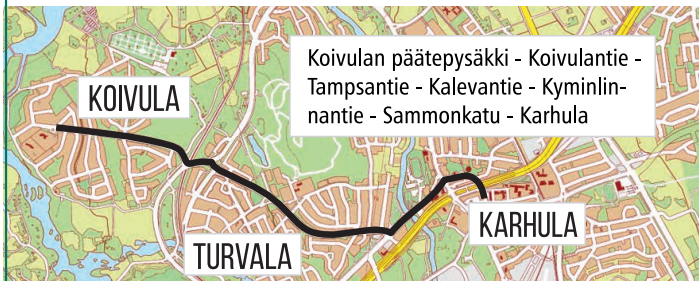 Koivulan päätepysäkki - Koivulantie -
Tampsantie - Kalevantie - Kyminlin-
nantie - Sammonkatu - Karhula
KOIVULA
TURVALA
KARHULA